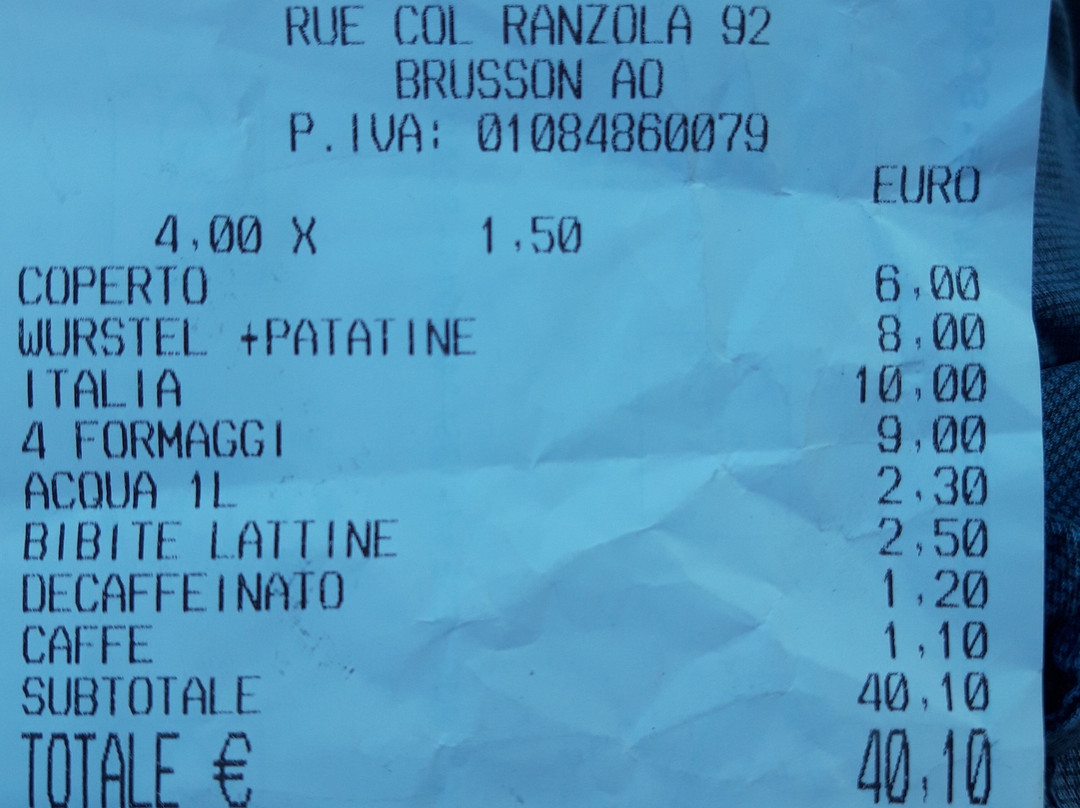 RUE COL RANZOLA 92
BRUSSON AO
P.IVA: 01084860079
EURO
4,00 X 1,50
COPERTO 6,00
WURSTEL +PATATINE 8,00
ITALIA 10,00
4 FORMAGGI 9,00
ACQUA 1L 2,30
BIBITE LATTINE 2,50
DECAFFEINATO 1,20
CAFFE 1,10
SUBTOTALE 40,10
TOTALE € 40,10